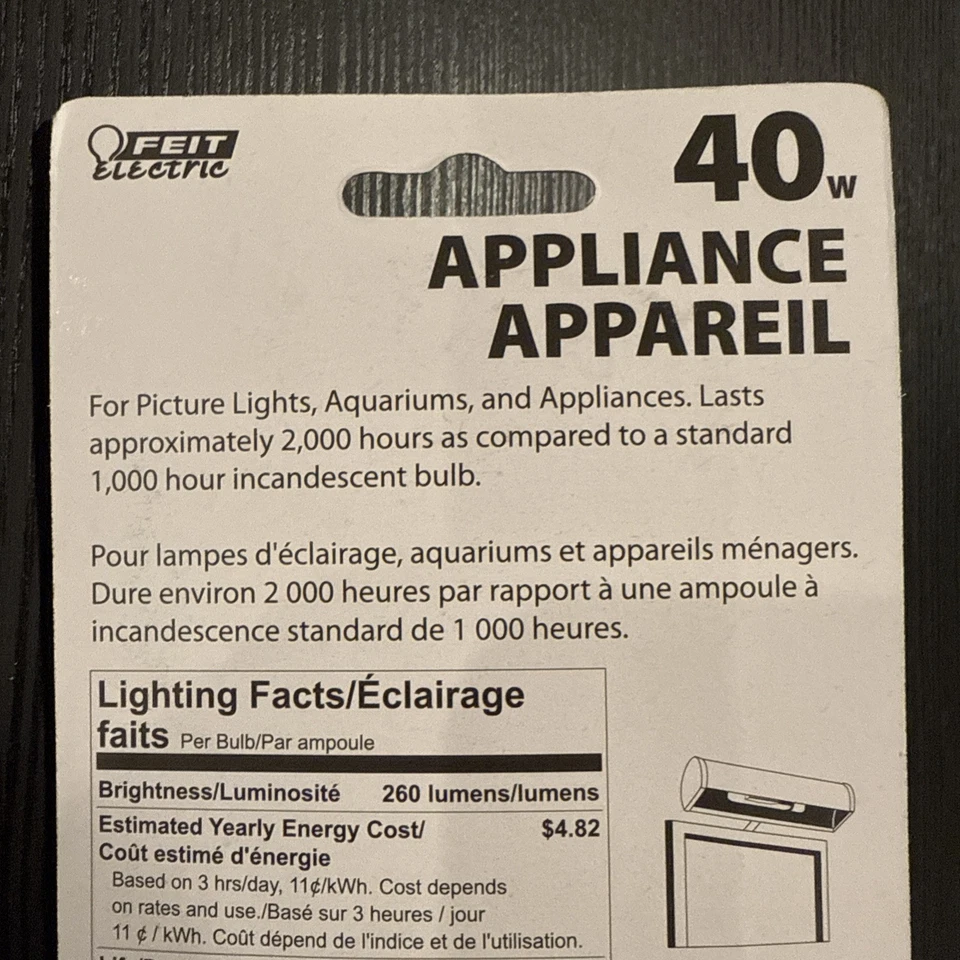 FEIT
ELECTRIC
40W
APPLIANCE
APPAREIL
For Picture Lights, Aquariums, and Appliances. Lasts
approximately 2,000 hours as compared to a standard
1,000 hour incandescent bulb.
Pour lampes d'éclairage, aquariums et appareils ménagers.
Dure environ 2 000 heures par rapport à une ampoule à
incandescence standard de 1 000 heures.
Lighting Facts/Éclairage
faits Per Bulb/Par ampoule
Brightness/Luminosité 260 lumens/lumens
Estimated Yearly Energy Cost/ $4.82
Coût estimé d'énergie
Based on 3 hrs/day, 11¢/kWh. Cost depends
on rates and use./Basé sur 3 heures / jour
11 ¢ / kWh. Coût dépend de l'indice et de l'utilisation.